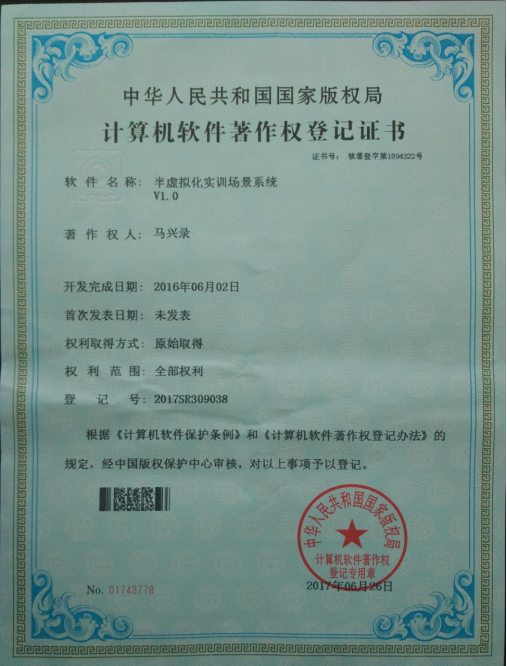 中华人民共和国国家版权局
计算机软件著作权登记证书
证书号： 软著登字第1894322号
软件名称： 半虚拟化实训场景系统
V1.0
著作权人： 马兴录
开发完成日期： 2016年06月02日
首次发表日期： 未发表
权利取得方式： 原始取得
权利范围： 全部权利
登记号： 2017SR309038
根据《计算机软件保护条例》和《计算机软件著作权登记办法》的
规定，经中国版权保护中心审核，对以上事项予以登记。
中华人民共和国国家版权局
计算机软件著作权
登记专用章
No. 01743778
2017年06月26日